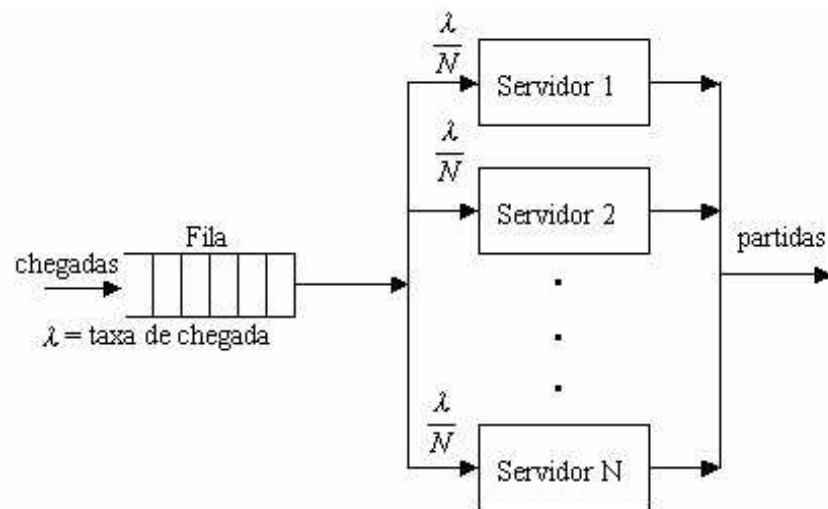 λ/N
Servidor 1
λ/N
Servidor 2
Fila
chegadas
partidas
λ = taxa de chegada
λ/N
Servidor N